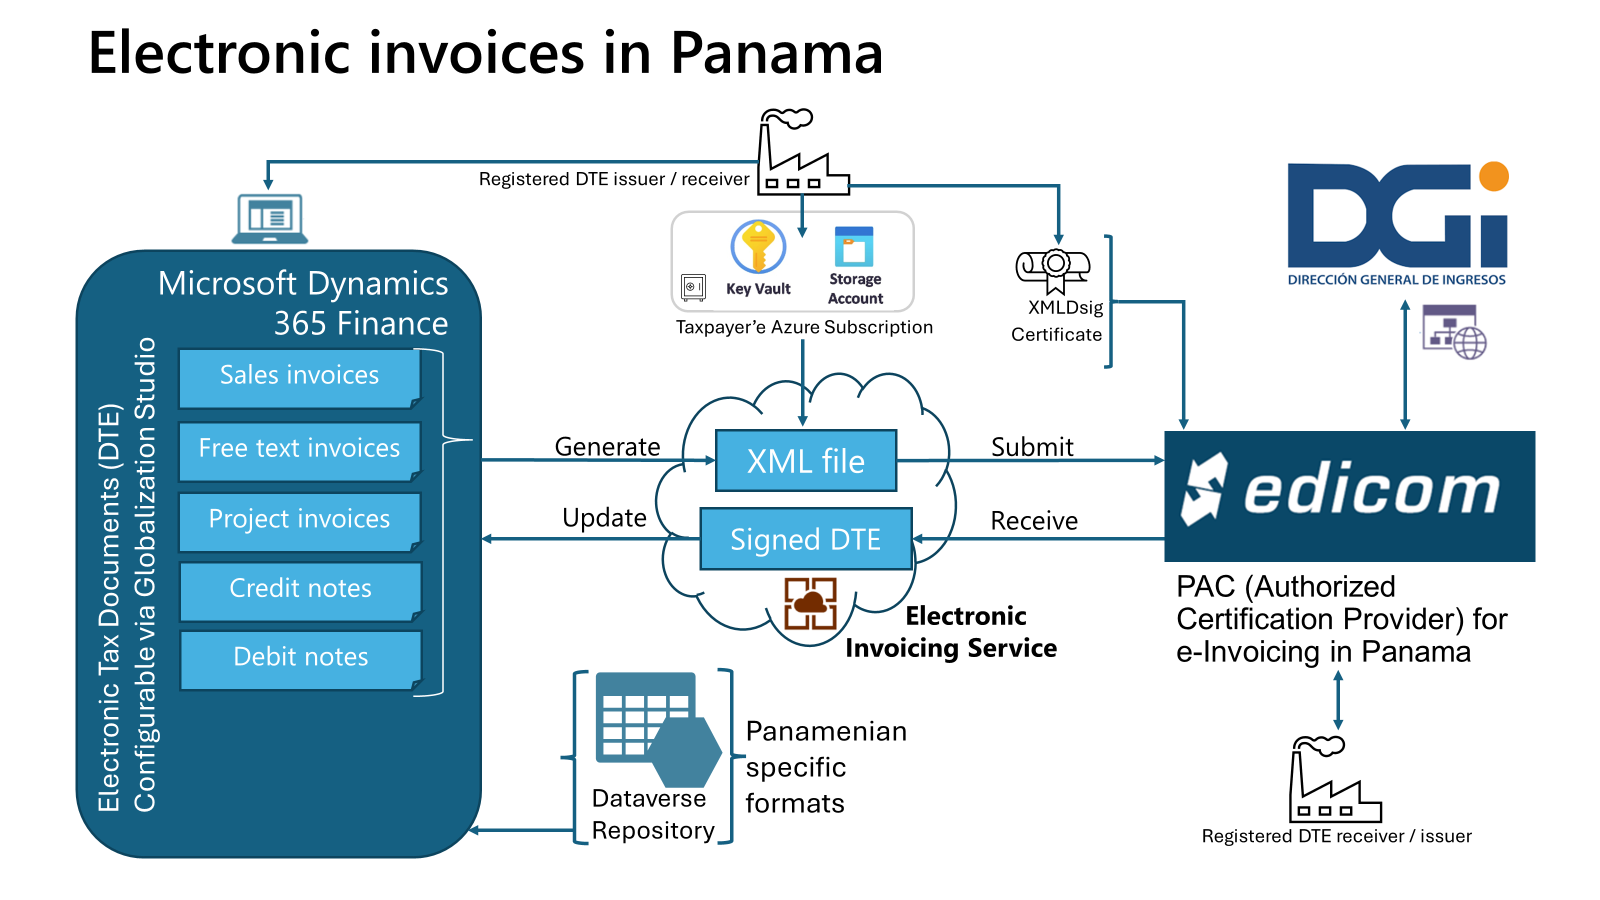 Electronic invoices in Panama
Registered DTE issuer / receiver
Key Vault
Storage
Account
Taxpayer’e Azure Subscription
XMLDsig
Certificate
DGi
DIRECCIÓN GENERAL DE INGRESOS
Microsoft Dynamics
365 Finance
Electronic Tax Documents (DTE)
Configurable via Globalization Studio
Sales invoices
Free text invoices
Project invoices
Credit notes
Debit notes
Generate
XML file
Submit
Update
Signed DTE
Receive
edicom
Electronic
Invoicing Service
PAC (Authorized
Certification Provider) for
e-Invoicing in Panama
Dataverse
Repository
Panamenian
specific
formats
Registered DTE receiver / issuer